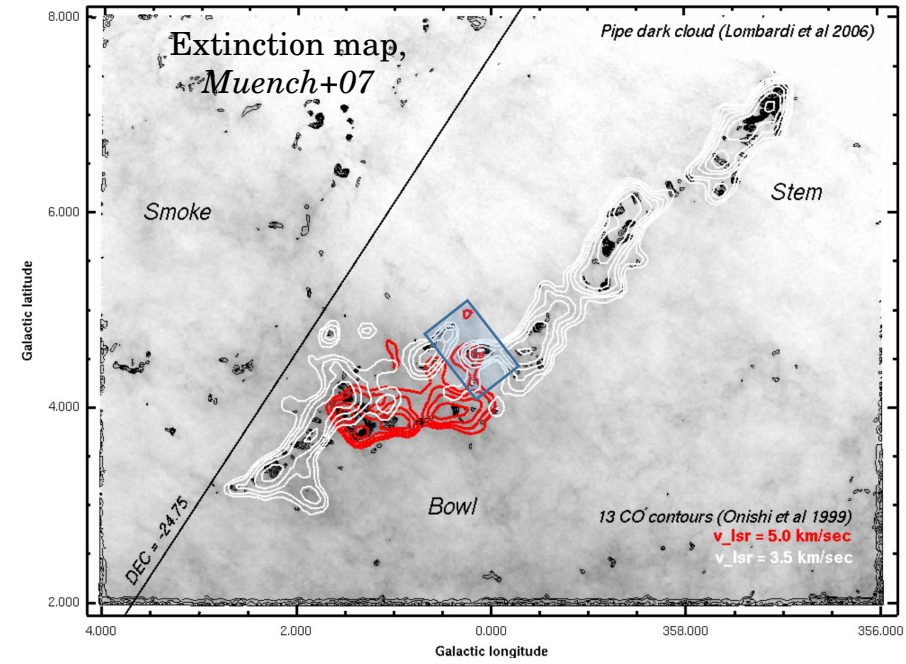 8.000
Extinction map,
Muench+07
Pipe dark cloud (Lombardi et al 2006)
Smoke
6.000
Stem
Galactic latitude
4.000
Bowl
DEC = -24.75
13 CO contours (Onishi et al 1999)
v_lsr = 5.0 km/sec
v_lsr = 3.5 km/sec
2.000
4.000 2.000 0.000 358.000 356.000
Galactic longitude